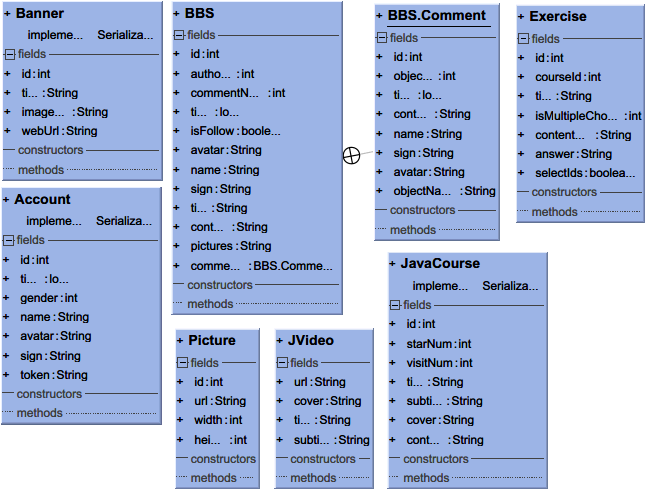 + Banner
impleme... Serializa...
fields
+ id:int
+ ti... :String
+ image... :String
+ webUrl:String
constructors
methods
+ Account
impleme... Serializa...
fields
+ id:int
+ ti... :lo...
+ gender:int
+ name:String
+ avatar:String
+ sign:String
+ token:String
constructors
methods
+ BBS
fields
+ id:int
+ autho... :int
+ commentN... :int
+ ti... :lo...
+ isFollow:boole...
+ avatar:String
+ name:String
+ sign:String
+ ti... :String
+ cont... :String
+ pictures:String
+ comme... :BBS.Comme...
constructors
methods
+ BBS.Comment
fields
+ id:int
+ objec... :int
+ ti... :lo...
+ cont... :String
+ name:String
+ sign:String
+ avatar:String
+ objectNa... :String
constructors
methods
+ Exercise
fields
+ id:int
+ courseId:int
+ ti... :String
+ isMultipleCho... :int
+ content... :String
+ answer:String
+ selectIds:boolea...
constructors
methods
+ Picture
fields
+ id:int
+ url:String
+ width:int
+ hei... :int
constructors
methods
+ JVideo
fields
+ url:String
+ cover:String
+ ti... :String
+ subti... :String
constructors
methods
+ JavaCourse
impleme... Serializa...
fields
+ id:int
+ starNum:int
+ visitNum:int
+ ti... :String
+ subti... :String
+ cover:String
+ cont... :String
constructors
methods